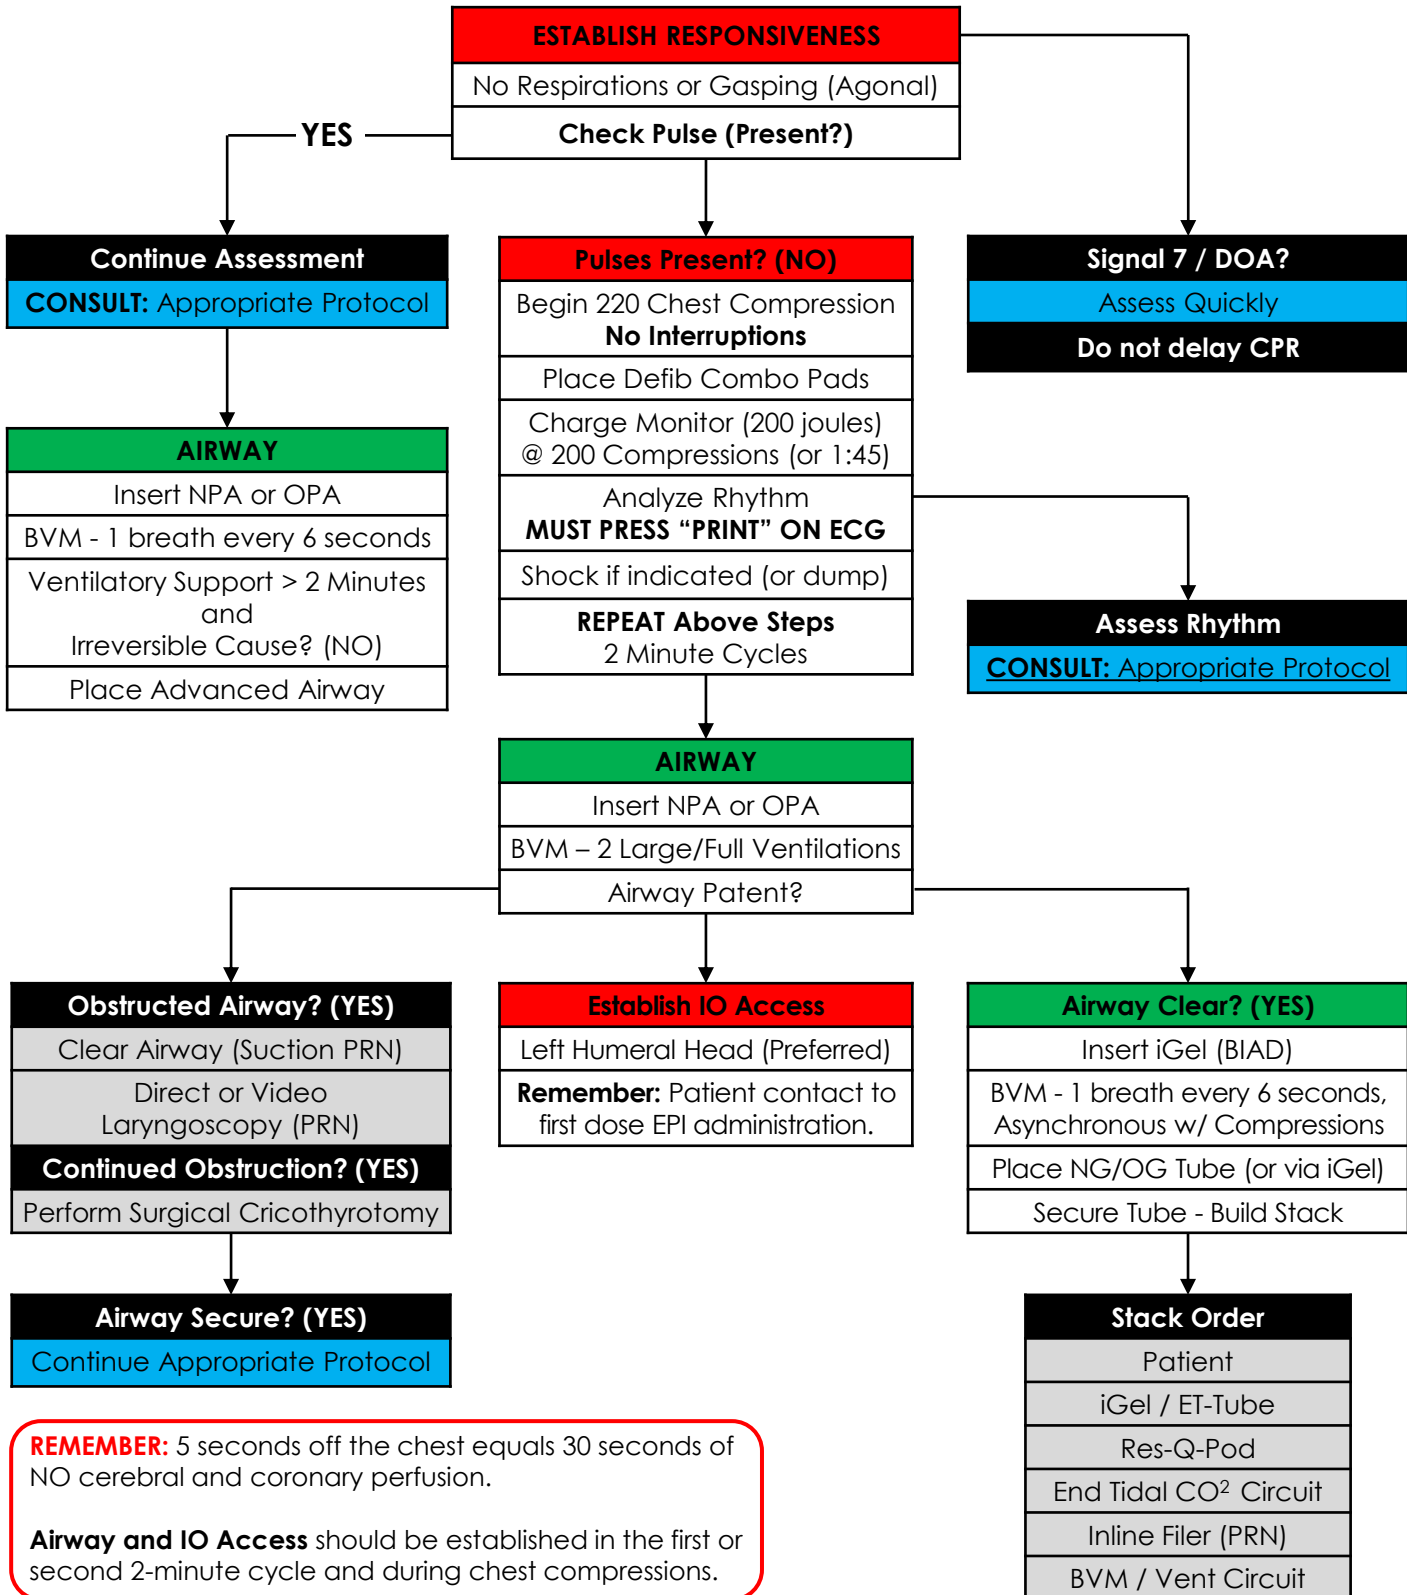 ESTABLISH RESPONSIVENESS
No Respirations or Gasping (Agonal)
Check Pulse (Present?)
YES
Continue Assessment
CONSULT: Appropriate Protocol
AIRWAY
Insert NPA or OPA
BVM - 1 breath every 6 seconds
Ventilatory Support > 2 Minutes
and
Irreversible Cause? (NO)
Place Advanced Airway
Pulses Present? (NO)
Begin 220 Chest Compression
No Interruptions
Place Defib Combo Pads
Charge Monitor (200 joules)
@ 200 Compressions (or 1:45)
Analyze Rhythm
MUST PRESS “PRINT” ON ECG
Shock if indicated (or dump)
REPEAT Above Steps
2 Minute Cycles
Signal 7 / DOA?
Assess Quickly
Do not delay CPR
Assess Rhythm
CONSULT: Appropriate Protocol
AIRWAY
Insert NPA or OPA
BVM – 2 Large/Full Ventilations
Airway Patent?
Obstructed Airway? (YES)
Clear Airway (Suction PRN)
Direct or Video
Laryngoscopy (PRN)
Continued Obstruction? (YES)
Perform Surgical Cricothyrotomy
Airway Secure? (YES)
Continue Appropriate Protocol
Establish IO Access
Left Humeral Head (Preferred)
Remember: Patient contact to
first dose EPI administration.
Airway Clear? (YES)
Insert iGel (BIAD)
BVM - 1 breath every 6 seconds,
Asynchronous w/ Compressions
Place NG/OG Tube (or via iGel)
Secure Tube - Build Stack
Stack Order
Patient
iGel / ET-Tube
Res-Q-Pod
End Tidal CO² Circuit
Inline Filer (PRN)
BVM / Vent Circuit
REMEMBER: 5 seconds off the chest equals 30 seconds of
NO cerebral and coronary perfusion.
Airway and IO Access should be established in the first or
second 2-minute cycle and during chest compressions.